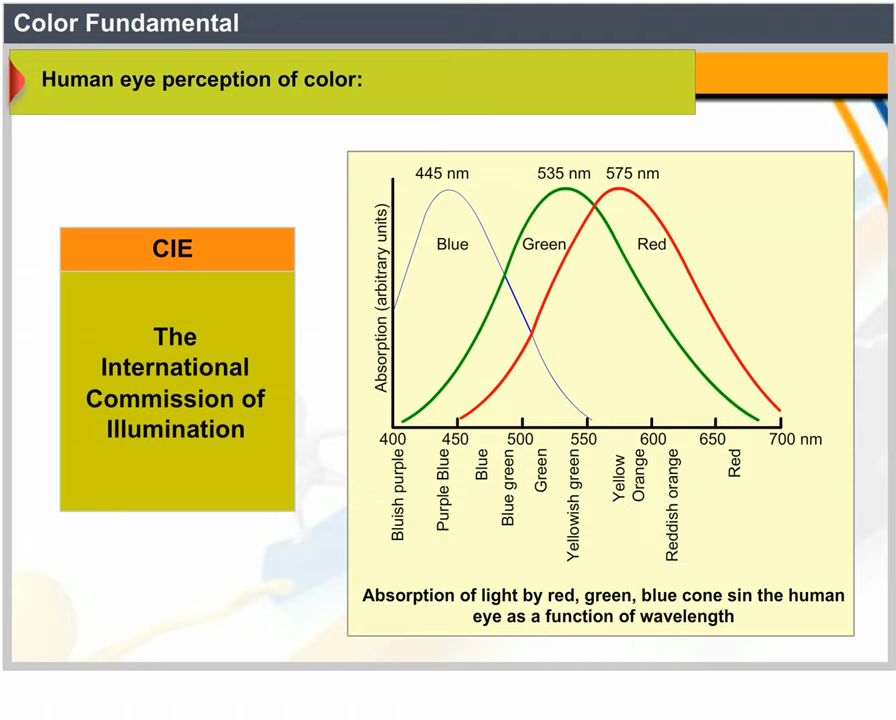 Color Fundamental
Human eye perception of color:
CIE
The
International
Commission of
Illumination
445 nm
535 nm
575 nm
Absorption (arbitrary units)
Blue
Green
Red
400
450
500
550
600
650
700 nm
Bluish purple
Purple Blue
Blue
Blue green
Green
Yellowish green
Yellow
Orange
Reddish orange
Red
Absorption of light by red, green, blue cone sin the human
eye as a function of wavelength